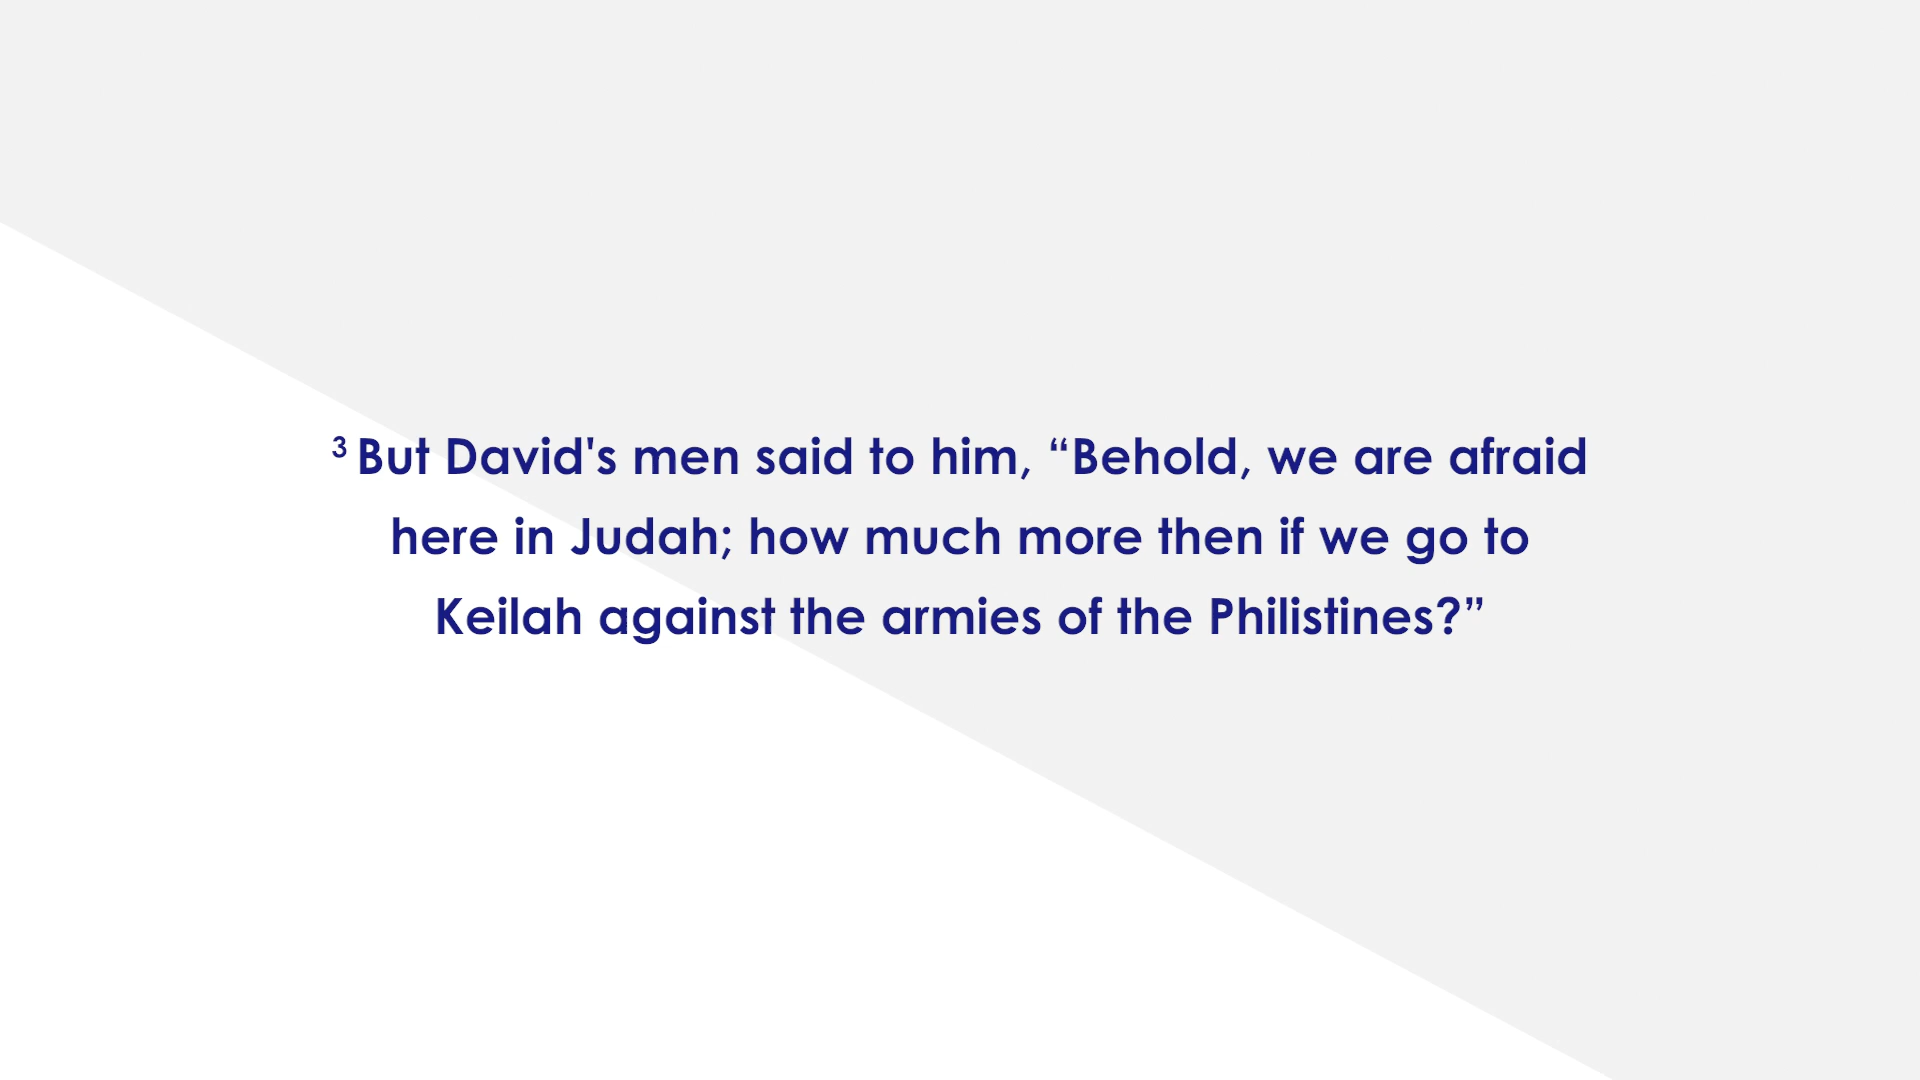 ³ But David's men said to him, “Behold, we are afraid
here in Judah; how much more then if we go to
Keilah against the armies of the Philistines?”